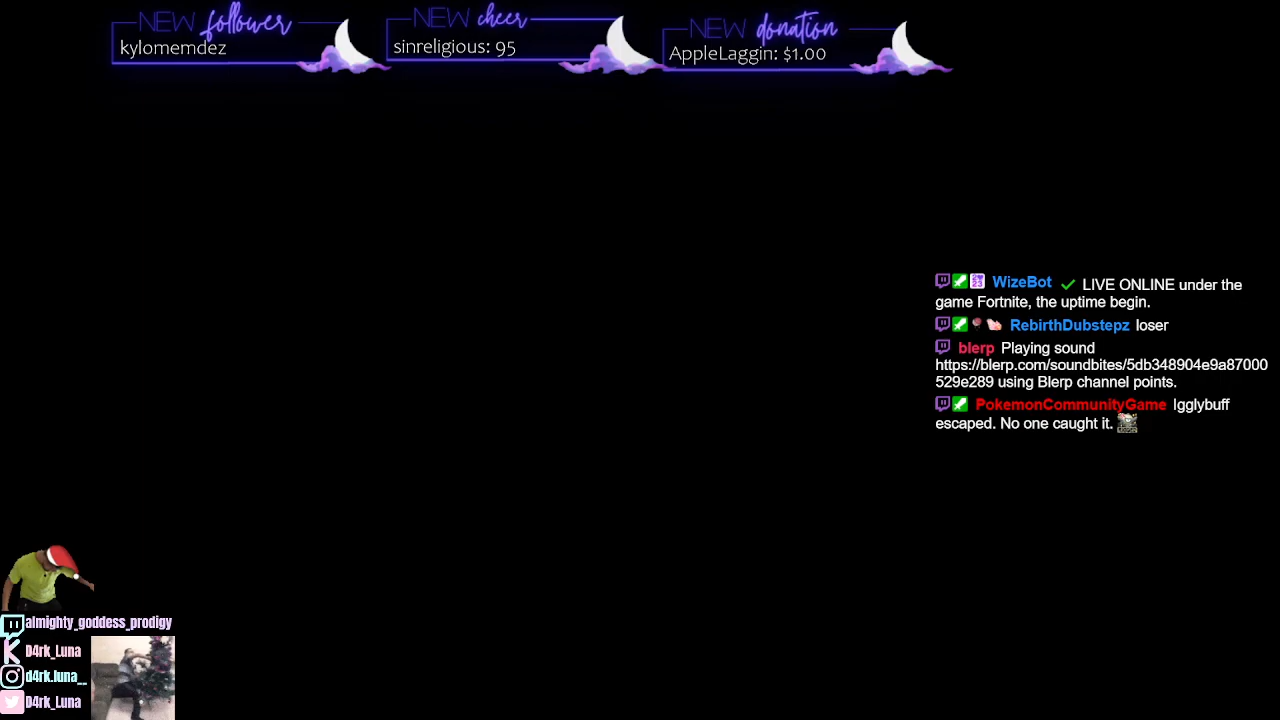 NEW follower
kylomemdez
NEW cheer
sinreligious: 95
NEW donation
AppleLaggin: $1.00
WizeBot LIVE ONLINE under the
game Fortnite, the uptime begin.
RebirthDubstepz loser
blerp Playing sound
https://blerp.com/soundbites/5db348904e9a87000
529e289 using Blerp channel points.
PokemonCommunityGame Igglybuff
escaped. No one caught it.
almighty_goddess_prodigy
D4rk_Luna
d4rk.luna__
D4rk_Luna